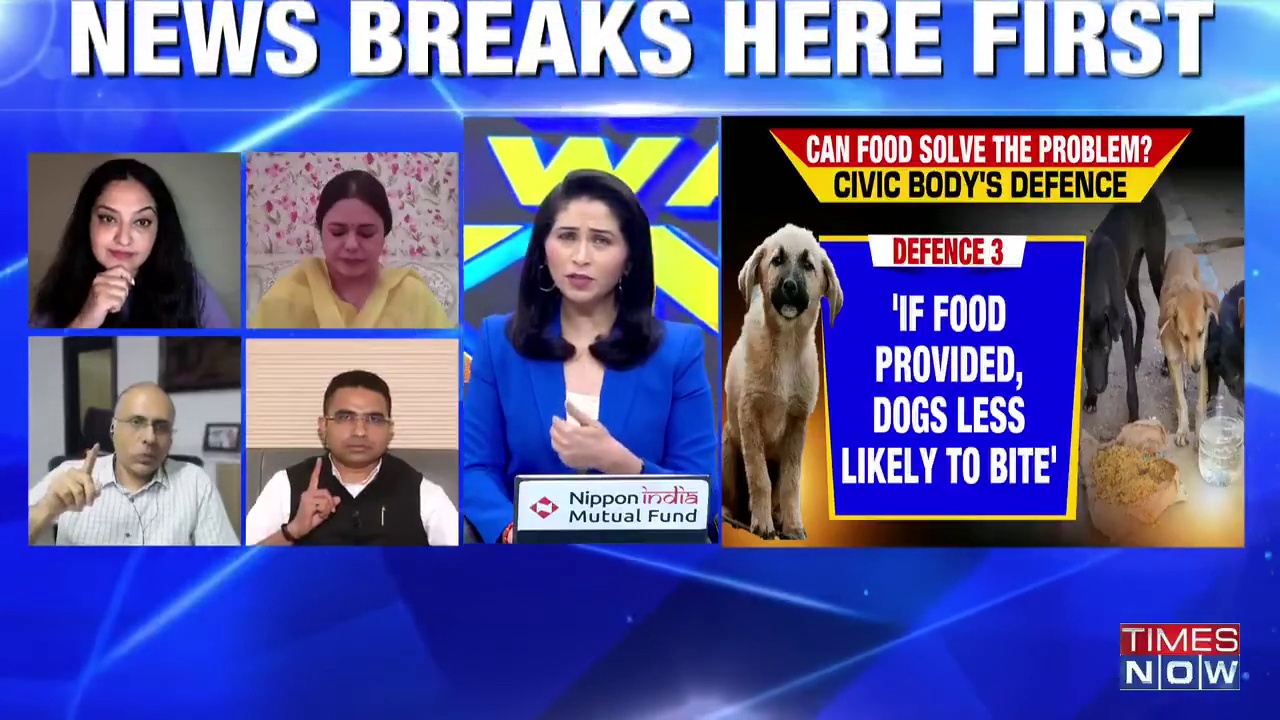 NEWS BREAKS HERE FIRST
CAN FOOD SOLVE THE PROBLEM?
CIVIC BODY'S DEFENCE
DEFENCE 3
'IF FOOD
PROVIDED,
DOGS LESS
LIKELY TO BITE'
Nippon india
Mutual Fund
TIMES
NOW